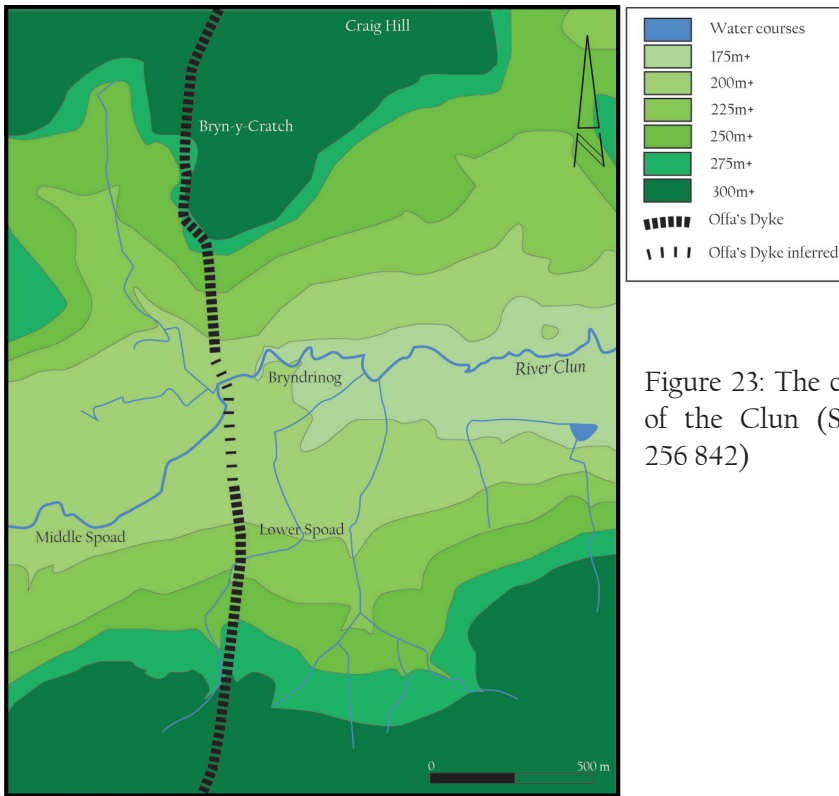 Craig Hill
Bryn-y-Cratch
Bryndrinog
River Clun
Middle Spoad
Lower Spoad
0 500 m
N
Water courses
175m+
200m+
225m+
250m+
275m+
300m+
Offa's Dyke
Offa's Dyke inferred
Figure 23: The c
of the Clun (S
256 842)